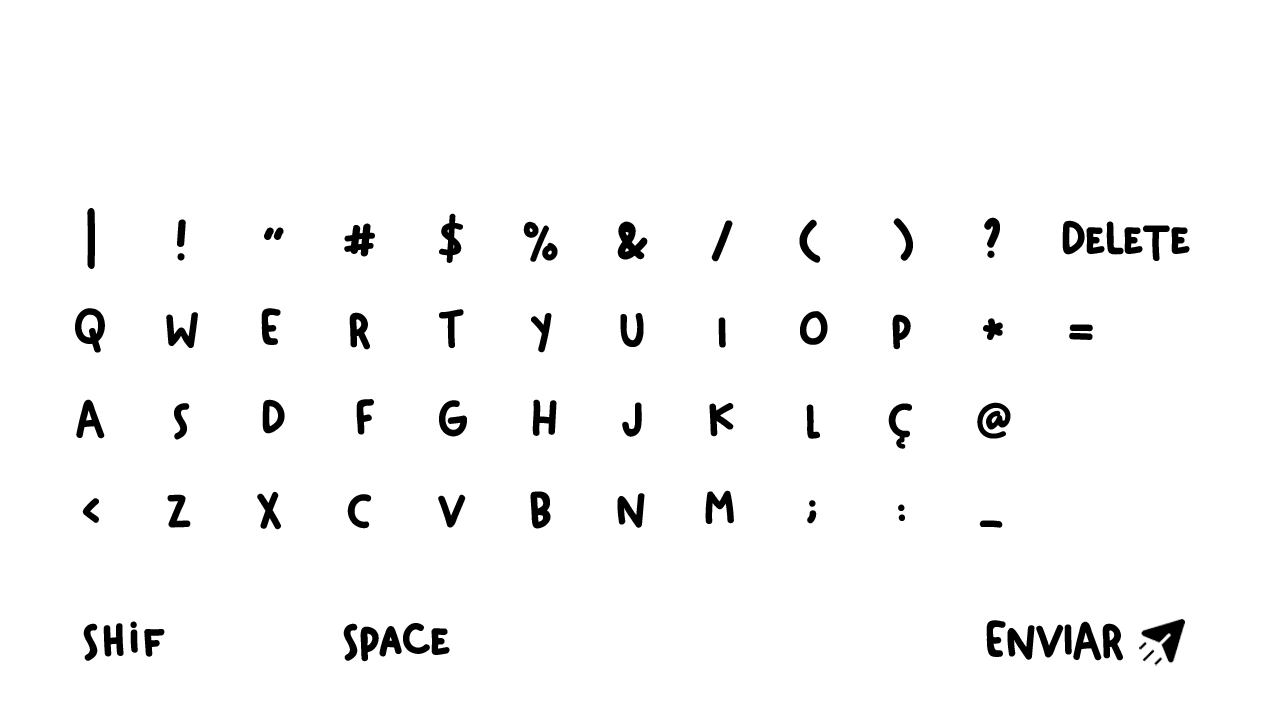 | ! " # $ % & / ( ) ? DELETE
Q W E R T Y U I O P * =
A S D F G H J K L Ç @
< Z X C V B N M ; : _
SHiF SPACE ENVIAR